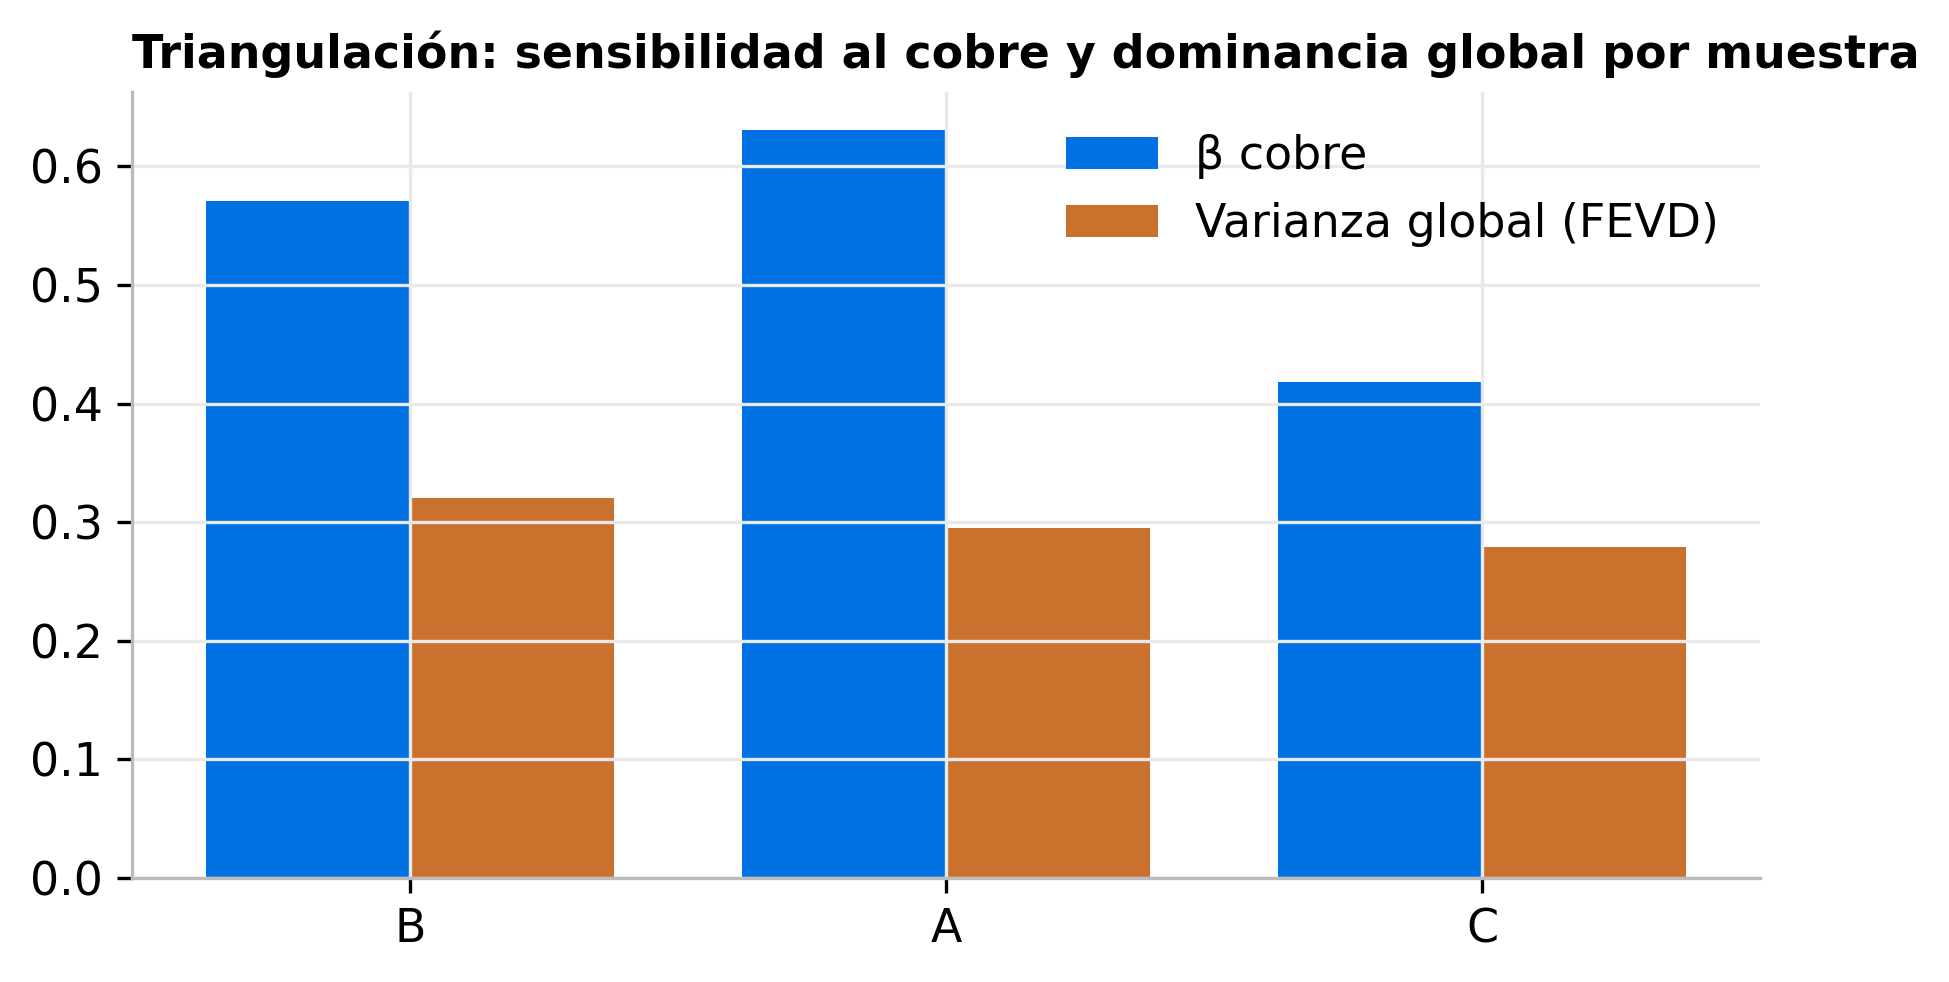 Triangulación: sensibilidad al cobre y dominancia global por muestra
β cobre
Varianza global (FEVD)
0.6
0.5
0.4
0.3
0.2
0.1
0.0
B A C